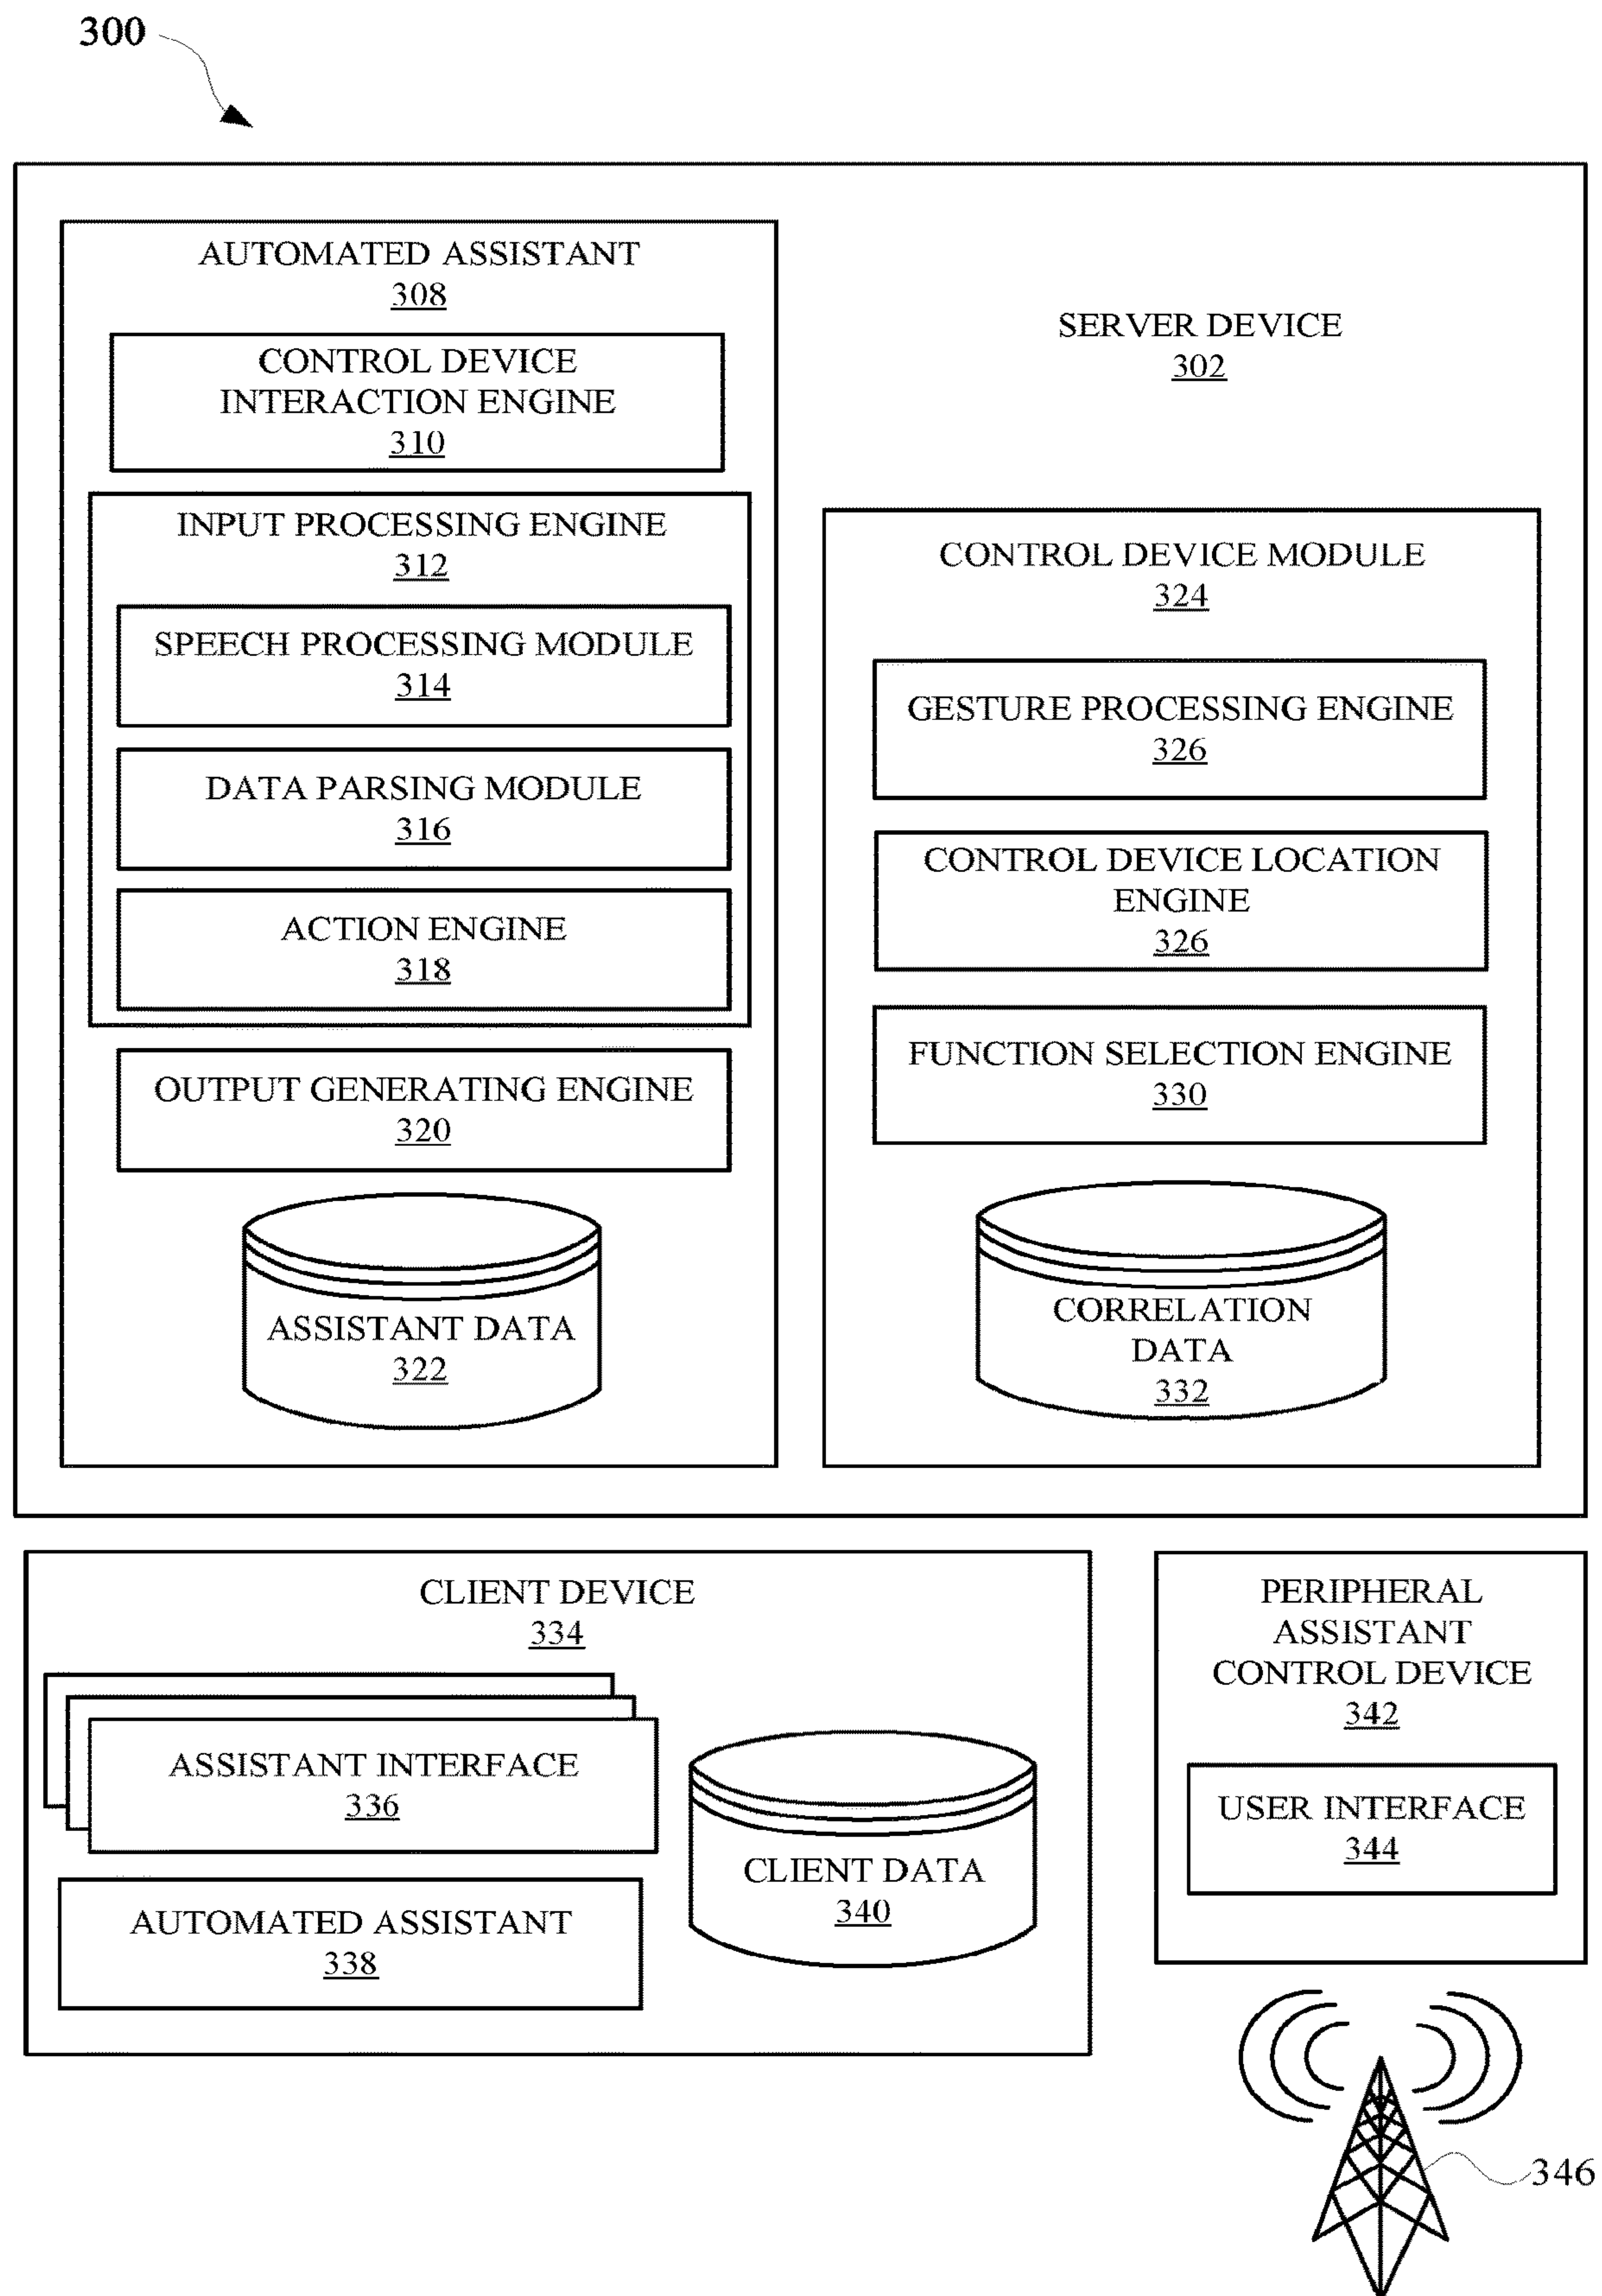 300
AUTOMATED ASSISTANT
308
CONTROL DEVICE
INTERACTION ENGINE
310
INPUT PROCESSING ENGINE
312
SPEECH PROCESSING MODULE
314
DATA PARSING MODULE
316
ACTION ENGINE
318
OUTPUT GENERATING ENGINE
320
ASSISTANT DATA
322
SERVER DEVICE
302
CONTROL DEVICE MODULE
324
GESTURE PROCESSING ENGINE
326
CONTROL DEVICE LOCATION
ENGINE
326
FUNCTION SELECTION ENGINE
330
CORRELATION
DATA
332
CLIENT DEVICE
334
ASSISTANT INTERFACE
336
AUTOMATED ASSISTANT
338
CLIENT DATA
340
PERIPHERAL
ASSISTANT
CONTROL DEVICE
342
USER INTERFACE
344
346